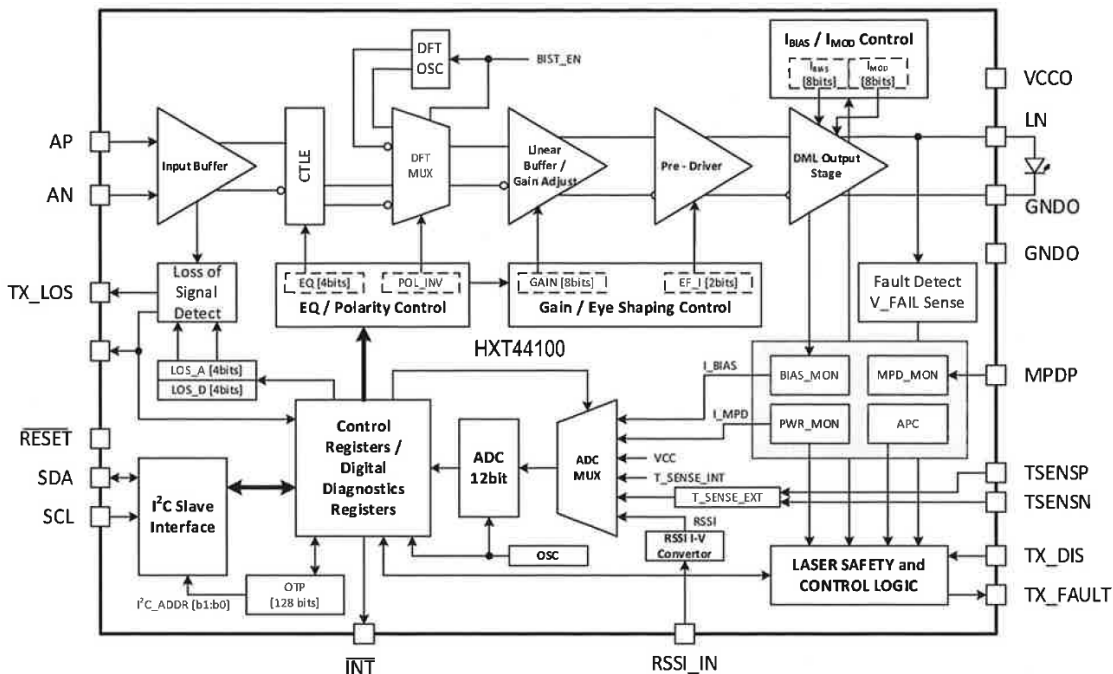 DFT
OSC
BIST_EN
I_BIAS / I_MOD Control
I_BIAS
[8bits]
I_MOD
[8bits]
VCCO
AP
AN
Input Buffer
CTLE
DFT
MUX
Linear
Buffer /
Gain Adjust
Pre - Driver
DML Output
Stage
LN
GNDO
GNDO
TX_LOS
Loss of
Signal
Detect
EQ [4bits]
POL_INV
EQ / Polarity Control
GAIN [8bits]
EF_I [2bits]
Gain / Eye Shaping Control
Fault Detect
V_FAIL Sense
HXT44100
LOS_A [4bits]
LOS_D [4bits]
I_BIAS
BIAS_MON
MPD_MON
MPDP
I_MPD
PWR_MON
APC
RESET
SDA
SCL
I²C Slave
Interface
Control
Registers /
Digital
Diagnostics
Registers
ADC
12bit
ADC
MUX
VCC
T_SENSE_INT
T_SENSE_EXT
TSENSP
TSENSN
RSSI
RSSI I-V
Convertor
OSC
LASER SAFETY and
CONTROL LOGIC
TX_DIS
TX_FAULT
I²C_ADDR [b1:b0]
OTP
[128 bits]
INT
RSSI_IN